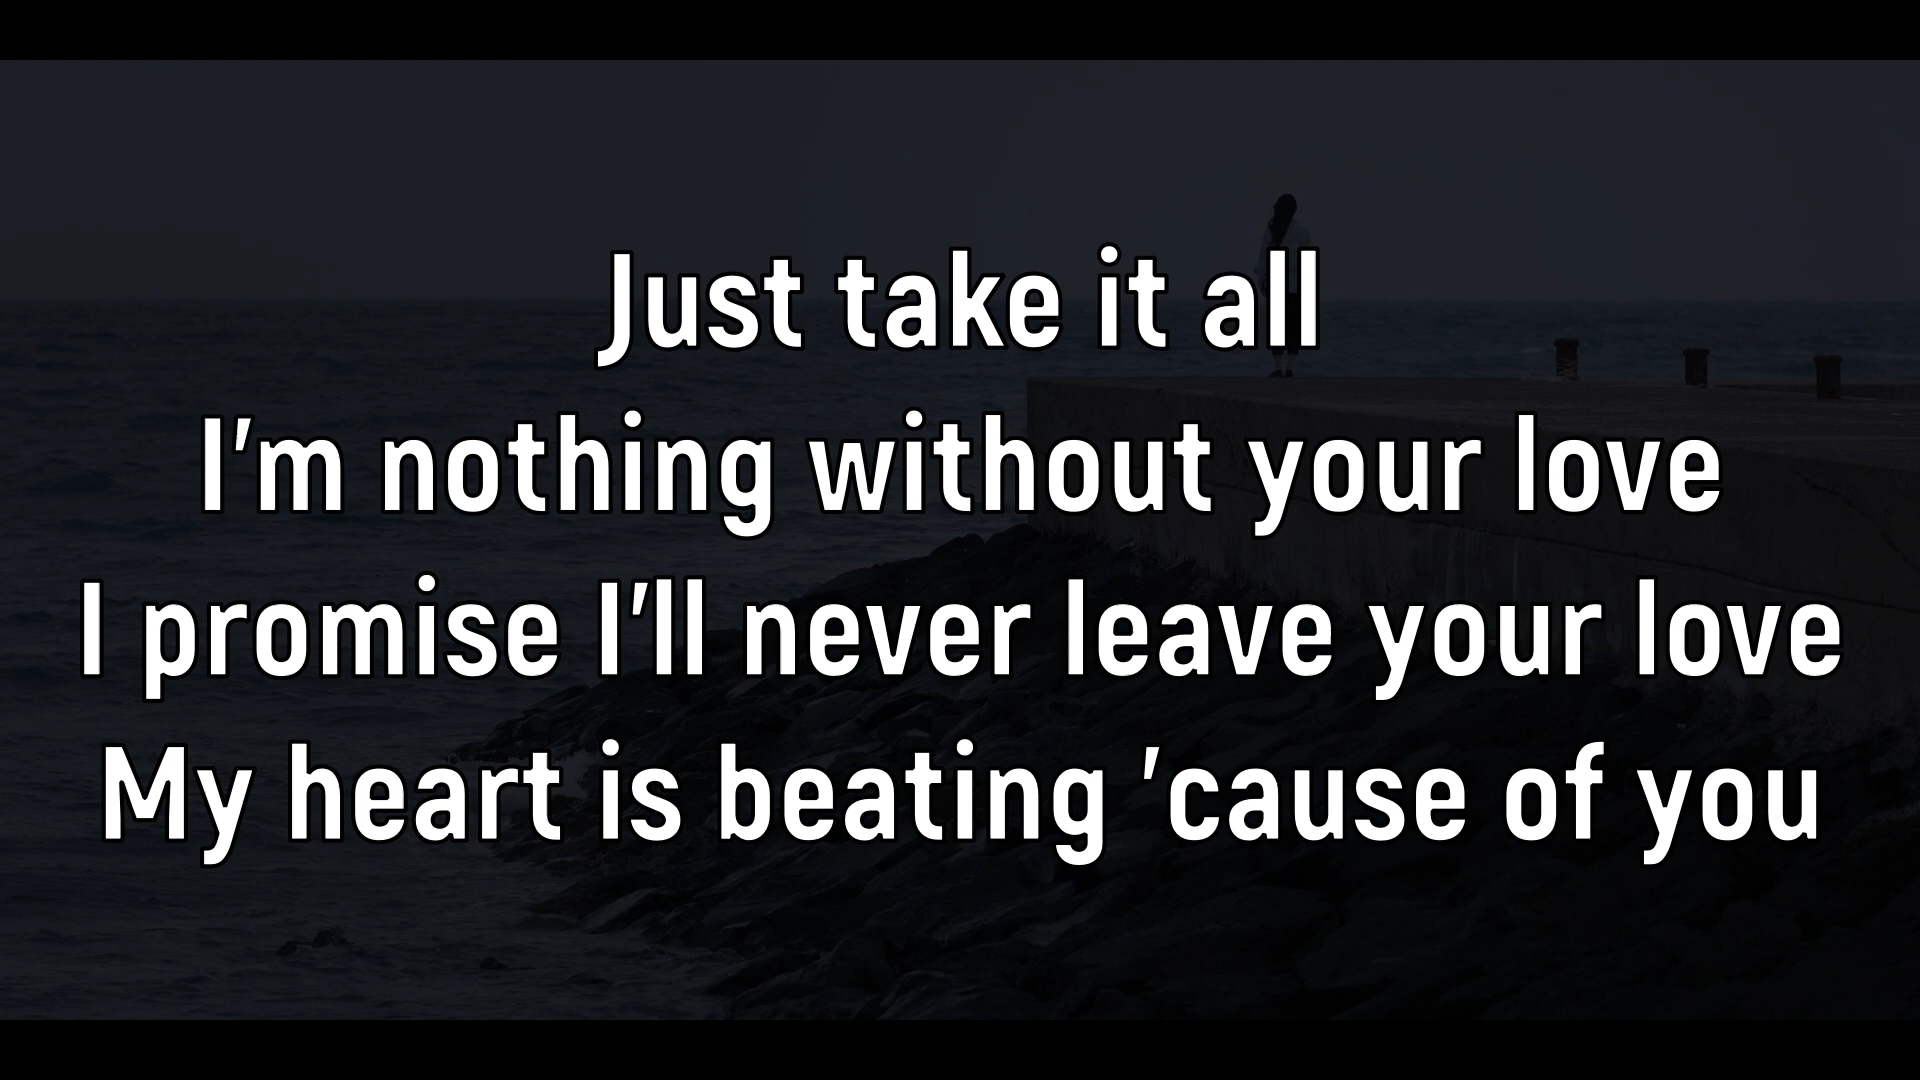 Just take it all
I'm nothing without your love
I promise I'll never leave your love
My heart is beating 'cause of you